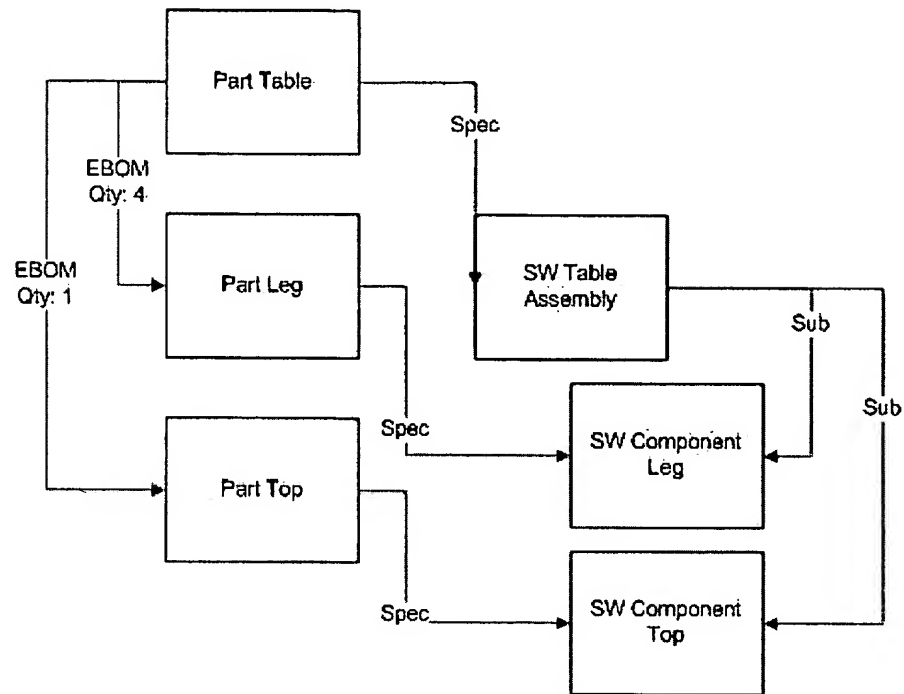 Part Table
Spec
EBOM
Qty: 4
EBOM
Qty: 1
Part Leg
SW Table
Assembly
Sub
Sub
Spec
SW Component
Leg
Part Top
Spec
SW Component
Top